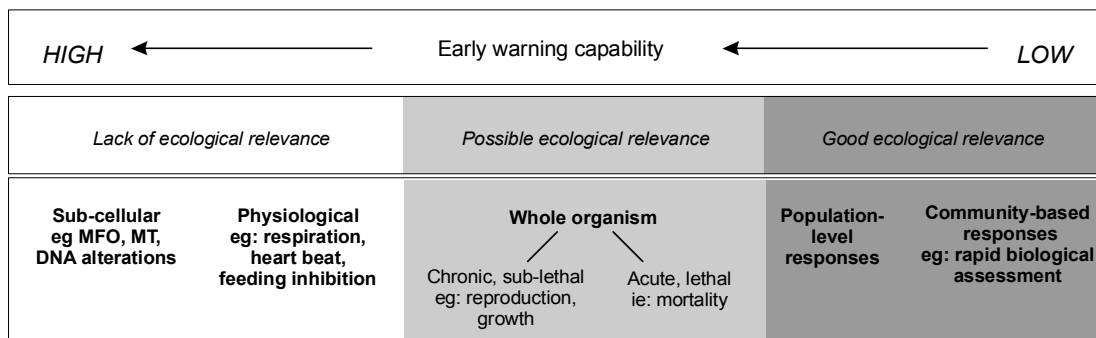 HIGH Early warning capability LOW
Lack of ecological relevance
Possible ecological relevance
Good ecological relevance
Sub-cellular
eg MFO, MT,
DNA alterations
Physiological
eg: respiration,
heart beat,
feeding inhibition
Whole organism
Chronic, sub-lethal
eg: reproduction,
growth
Acute, lethal
ie: mortality
Population-
level
responses
Community-based
responses
eg: rapid biological
assessment